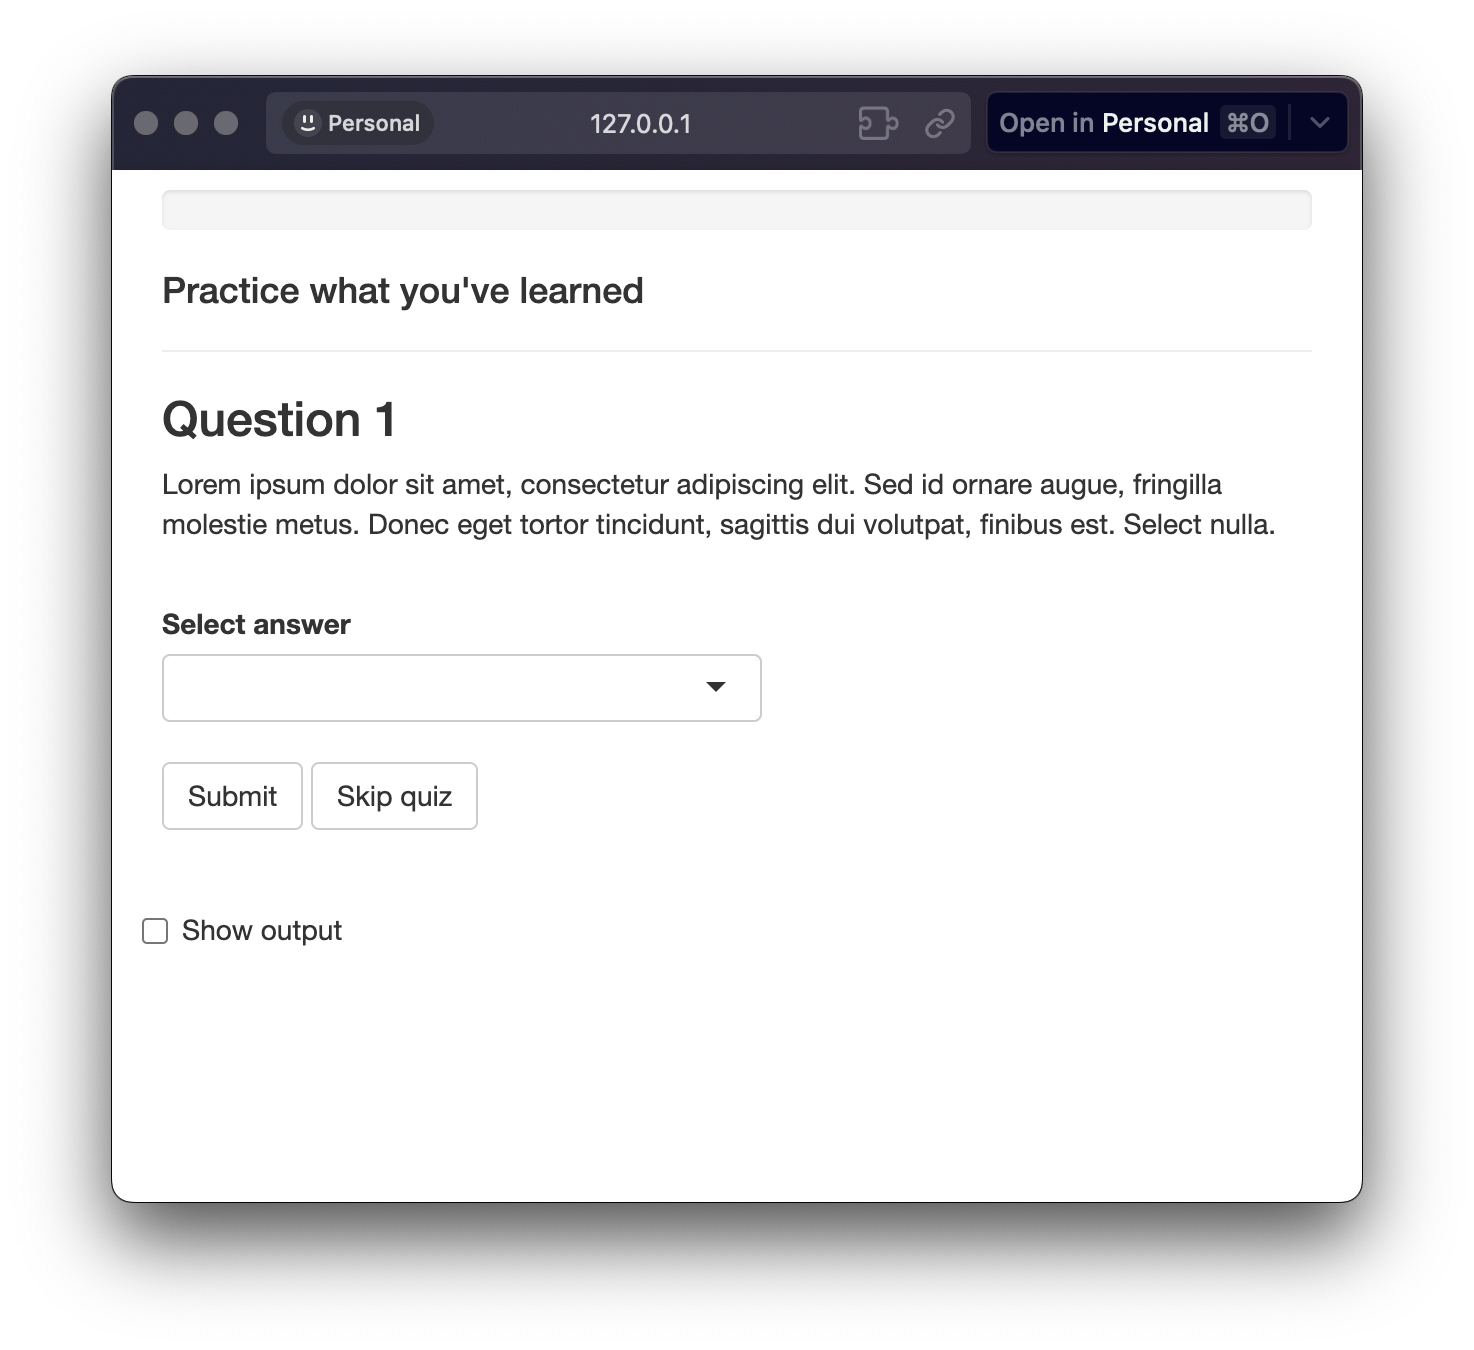 Personal 127.0.0.1 Open in Personal ⌘O
Practice what you've learned
Question 1
Lorem ipsum dolor sit amet, consectetur adipiscing elit. Sed id ornare augue, fringilla
molestie metus. Donec eget tortor tincidunt, sagittis dui volutpat, finibus est. Select nulla.
Select answer
Submit Skip quiz
Show output